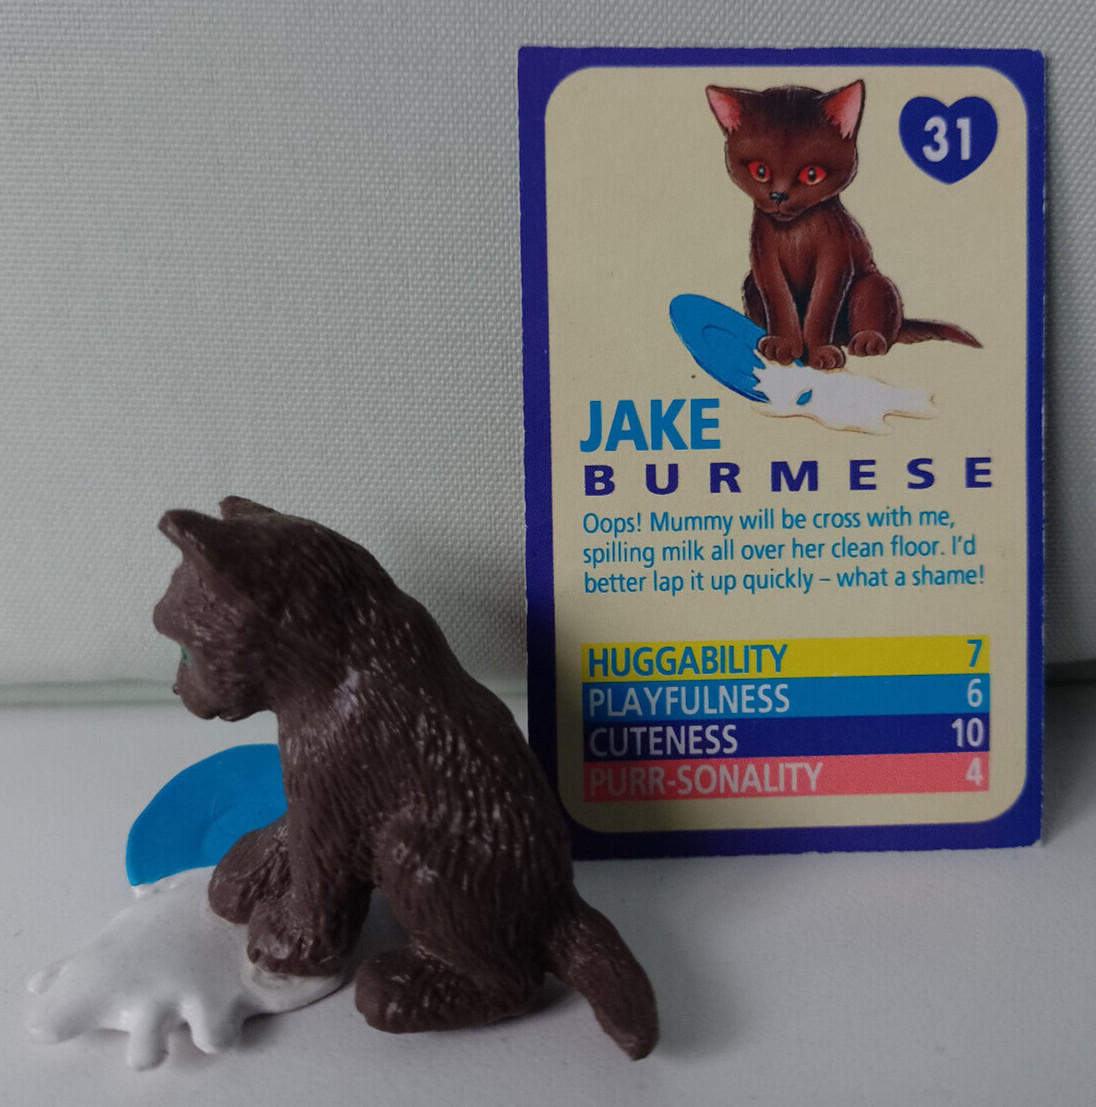 31
JAKE
BURMESE
Oops! Mummy will be cross with me,
spilling milk all over her clean floor. I'd
better lap it up quickly – what a shame!
HUGGABILITY 7
PLAYFULNESS 6
CUTENESS 10
PURR-SONALITY 4